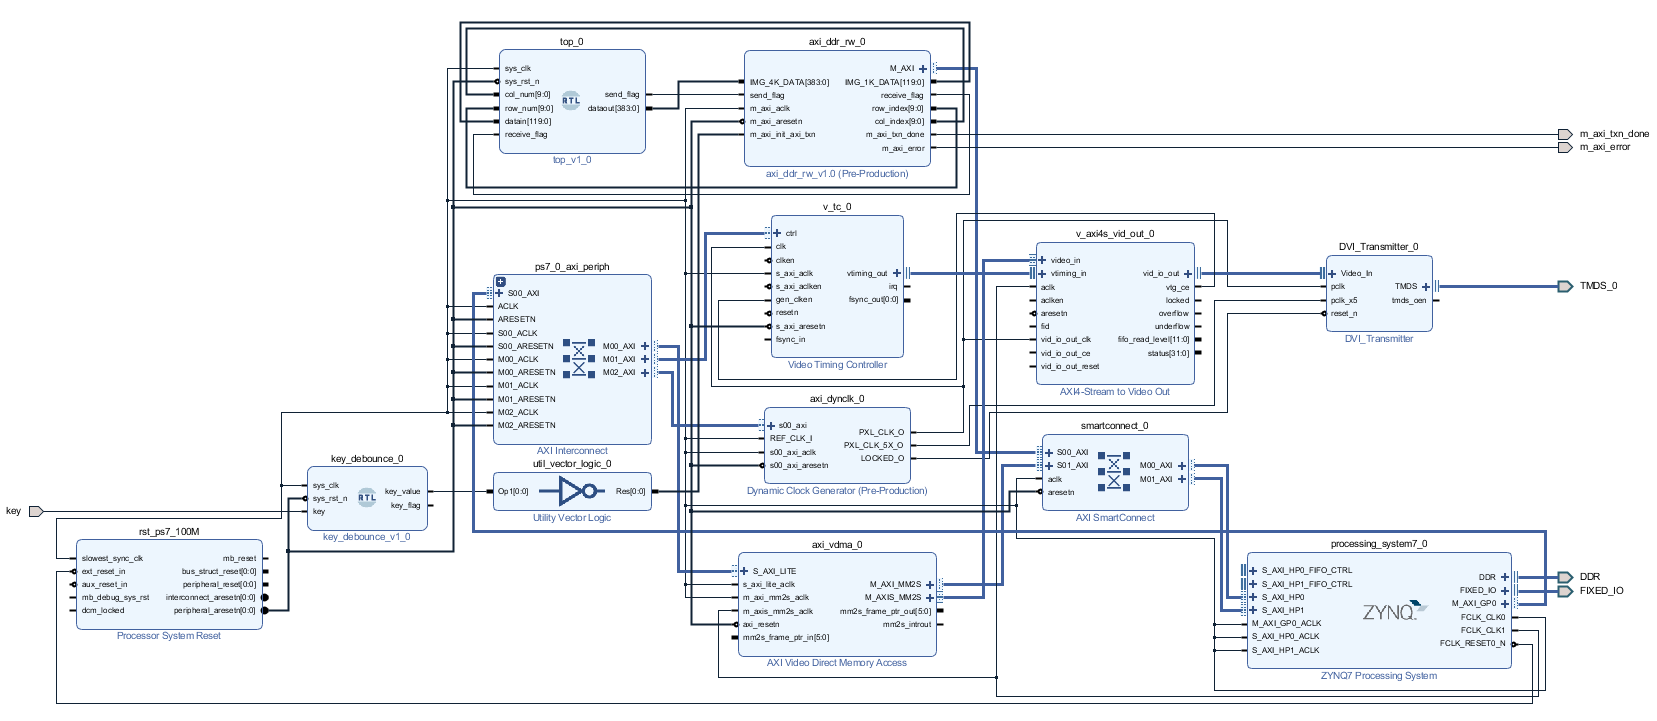 top_0
sys_clk
sys_rst_n
col_num[9:0]
row_num[9:0]
datain[119:0]
receive_flag
RTL
send_flag
dataout[383:0]
top_v1_0
axi_ddr_rw_0
IMG_4K_DATA[383:0]
send_flag
m_axi_aclk
m_axi_aresetn
m_axi_init_axi_txn
M_AXI
IMG_1K_DATA[119:0]
receive_flag
row_index[9:0]
col_index[9:0]
m_axi_txn_done
m_axi_error
axi_ddr_rw_v1.0 (Pre-Production)
m_axi_txn_done
m_axi_error
v_tc_0
ctrl
clk
clken
s_axi_aclk
s_axi_aclken
gen_clken
resetn
s_axi_aresetn
fsync_in
vtiming_out
irq
fsync_out[0:0]
Video Timing Controller
v_axi4s_vid_out_0
video_in
vtiming_in
aclk
aclken
aresetn
fid
vid_io_out_clk
vid_io_out_ce
vid_io_out_reset
vid_io_out
vtg_ce
locked
overflow
underflow
fifo_read_level[11:0]
status[31:0]
AXI4-Stream to Video Out
DVI_Transmitter_0
Video_In
pclk
pclk_x5
reset_n
TMDS
tmds_oen
DVI_Transmitter
TMDS_0
ps7_0_axi_periph
S00_AXI
ACLK
ARESETN
S00_ACLK
S00_ARESETN
M00_ACLK
M00_ARESETN
M01_ACLK
M01_ARESETN
M02_ACLK
M02_ARESETN
M00_AXI
M01_AXI
M02_AXI
AXI Interconnect
axi_dynclk_0
s00_axi
REF_CLK_I
s00_axi_aclk
s00_axi_aresetn
PXL_CLK_O
PXL_CLK_5X_O
LOCKED_O
Dynamic Clock Generator (Pre-Production)
smartconnect_0
S00_AXI
S01_AXI
aclk
aresetn
M00_AXI
M01_AXI
AXI SmartConnect
key_debounce_0
sys_clk
sys_rst_n
key
RTL
key_value
key_flag
key_debounce_v1_0
key
util_vector_logic_0
Op1[0:0]
Res[0:0]
Utility Vector Logic
rst_ps7_100M
slowest_sync_clk
ext_reset_in
aux_reset_in
mb_debug_sys_rst
dcm_locked
mb_reset
bus_struct_reset[0:0]
peripheral_reset[0:0]
interconnect_aresetn[0:0]
peripheral_aresetn[0:0]
Processor System Reset
axi_vdma_0
S_AXI_LITE
s_axi_lite_aclk
m_axi_mm2s_aclk
m_axis_mm2s_aclk
axi_resetn
mm2s_frame_ptr_in[5:0]
M_AXI_MM2S
M_AXIS_MM2S
mm2s_frame_ptr_out[5:0]
mm2s_introut
AXI Video Direct Memory Access
processing_system7_0
S_AXI_HP0_FIFO_CTRL
S_AXI_HP1_FIFO_CTRL
S_AXI_HP0
S_AXI_HP1
M_AXI_GP0_ACLK
S_AXI_HP0_ACLK
S_AXI_HP1_ACLK
ZYNQ
DDR
FIXED_IO
M_AXI_GP0
FCLK_CLK0
FCLK_CLK1
FCLK_RESET0_N
ZYNQ7 Processing System
DDR
FIXED_IO